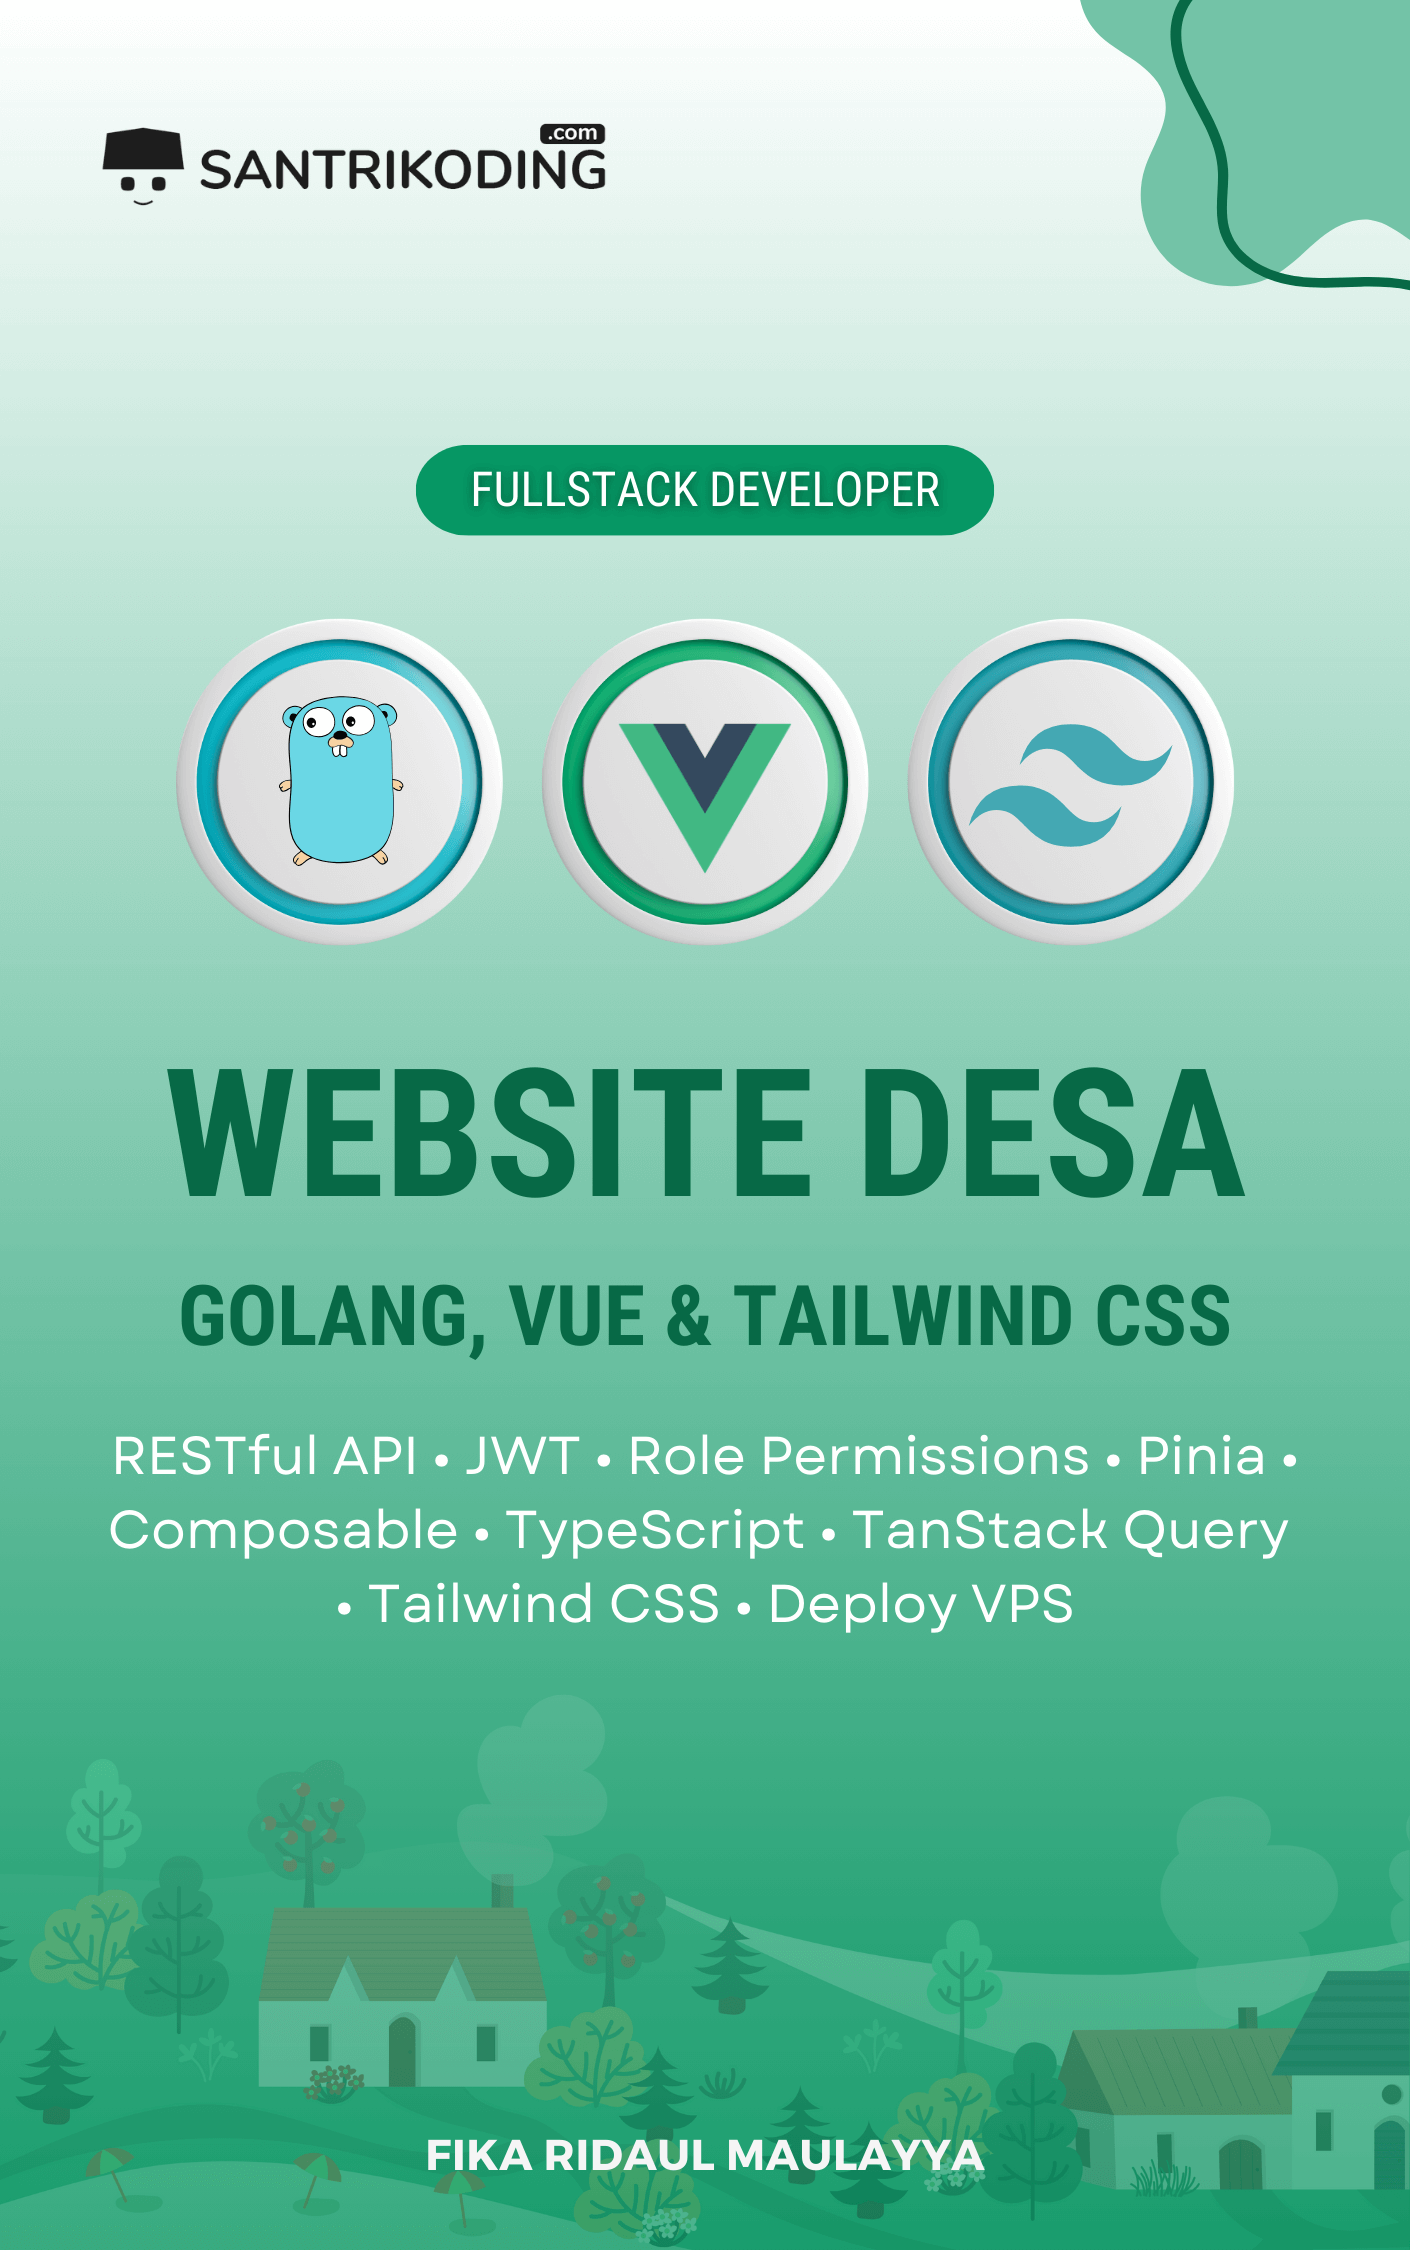 .com
SANTRIKODING
FULLSTACK DEVELOPER
WEBSITE DESA
GOLANG, VUE & TAILWIND CSS
RESTful API • JWT • Role Permissions • Pinia •
Composable • TypeScript • TanStack Query
• Tailwind CSS • Deploy VPS
FIKA RIDAUL MAULAYYA